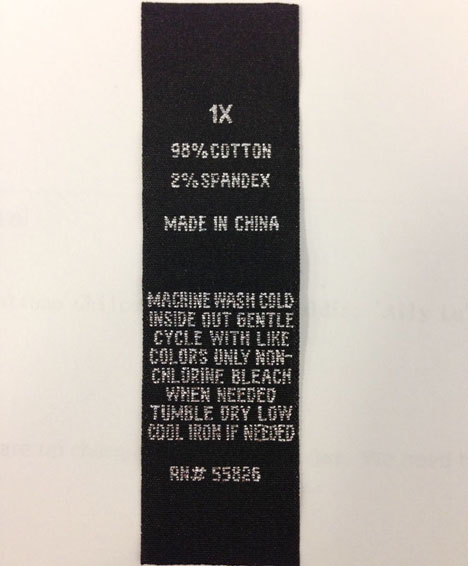 1X
98% COTTON
2% SPANDEX
MADE IN CHINA
MACHINE WASH COLD
INSIDE OUT GENTLE
CYCLE WITH LIKE
COLORS ONLY NON-
CHLORINE BLEACH
WHEN NEEDED
TUMBLE DRY LOW
COOL IRON IF NEEDED
RN# 55826